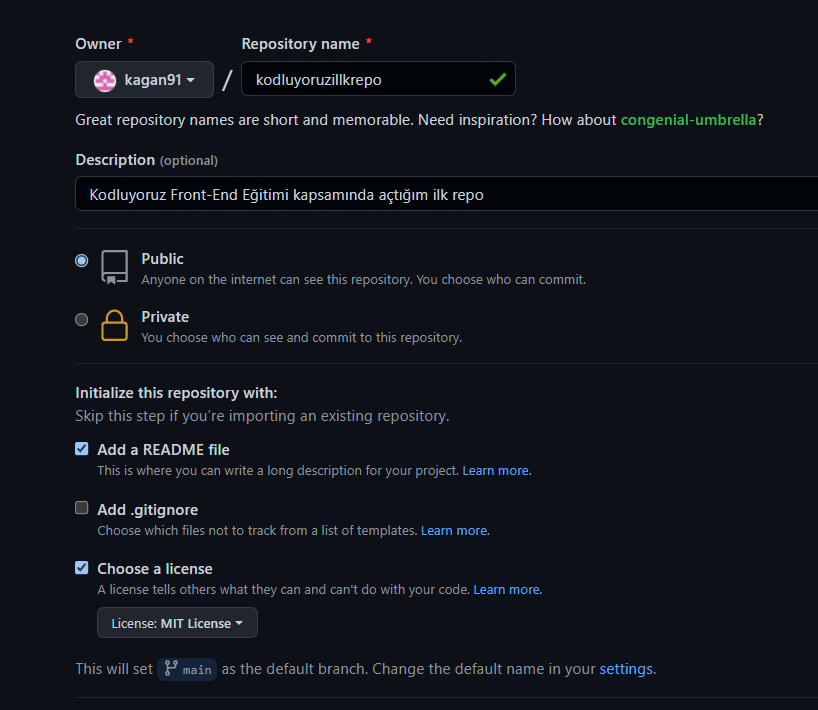 Owner * Repository name *
kagan91 / kodluyoruzillkrepo
Great repository names are short and memorable. Need inspiration? How about congenial-umbrella?
Description (optional)
Kodluyoruz Front-End Eğitimi kapsamında açtığım ilk repo
Public
Anyone on the internet can see this repository. You choose who can commit.
Private
You choose who can see and commit to this repository.
Initialize this repository with:
Skip this step if you're importing an existing repository.
Add a README file
This is where you can write a long description for your project. Learn more.
Add .gitignore
Choose which files not to track from a list of templates. Learn more.
Choose a license
A license tells others what they can and can't do with your code. Learn more.
License: MIT License
This will set main as the default branch. Change the default name in your settings.